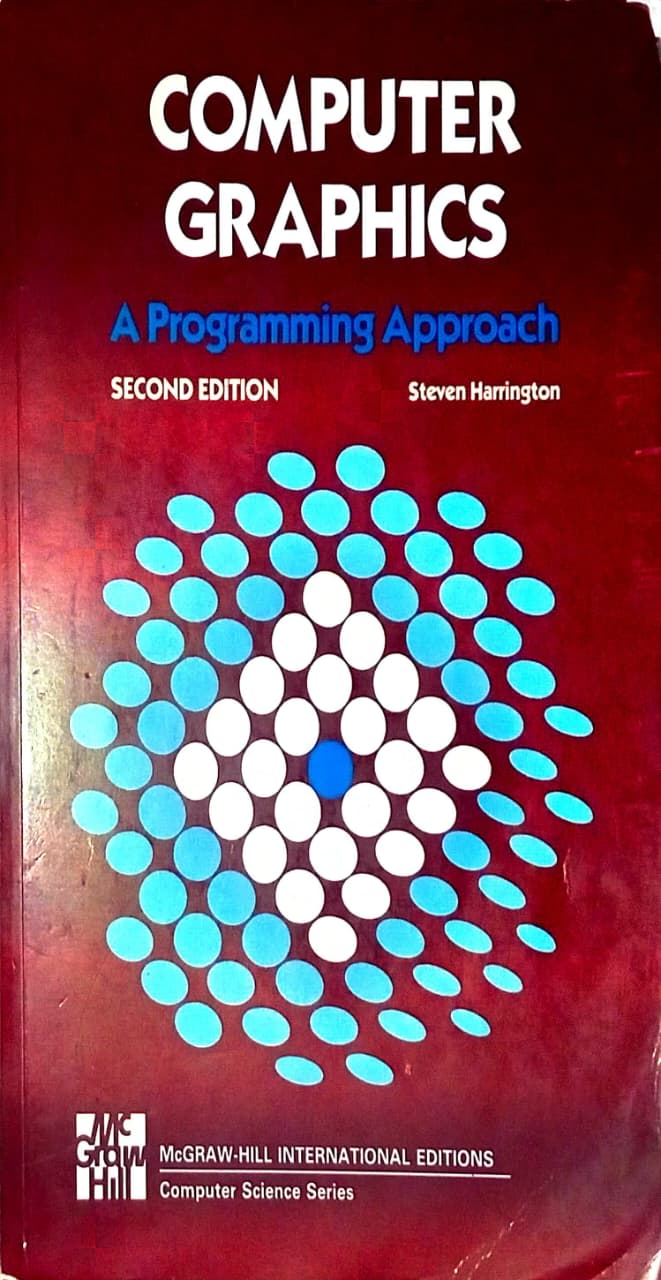 COMPUTER
GRAPHICS
A Programming Approach
SECOND EDITION Steven Harrington
Mc
Graw
Hill
McGRAW-HILL INTERNATIONAL EDITIONS
Computer Science Series